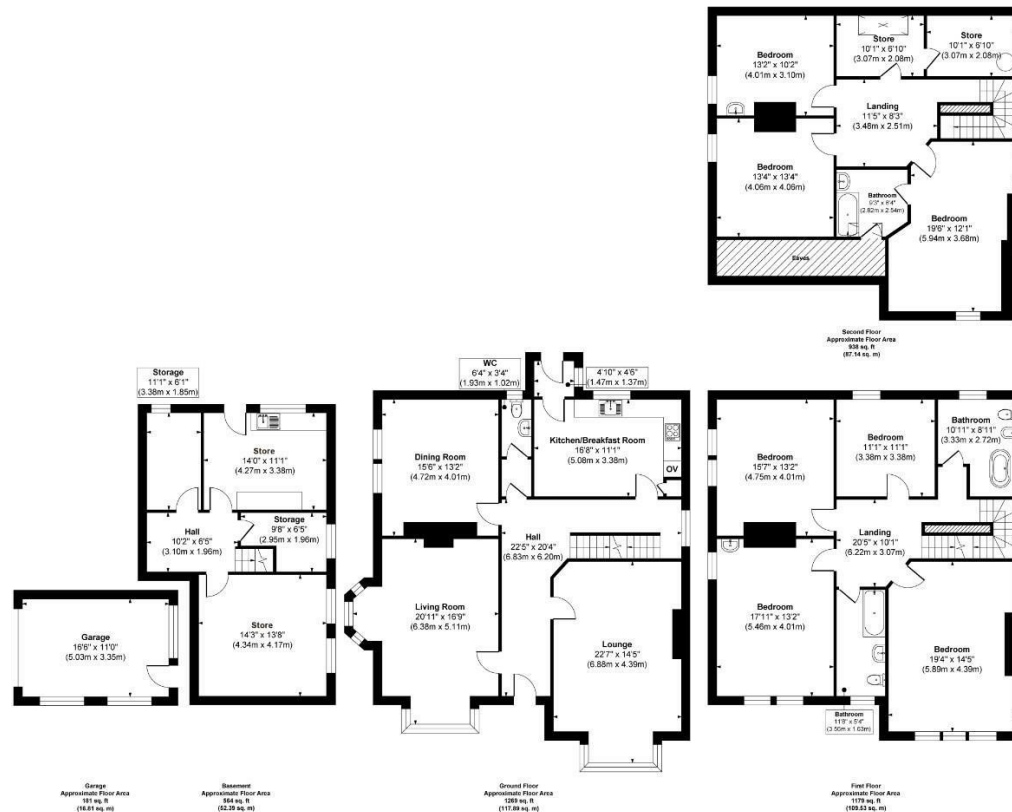 Bedroom
13'2" x 10'2"
(4.01m x 3.10m)
Store
10'1" x 6'10"
(3.07m x 2.08m)
Store
10'1" x 6'10"
(3.07m x 2.08m)
Landing
11'5" x 8'3"
(3.48m x 2.51m)
Bedroom
13'4" x 13'4"
(4.06m x 4.06m)
Bathroom
9'3" x 8'4"
(2.82m x 2.54m)
Bedroom
19'6" x 12'1"
(5.94m x 3.68m)
Eaves
Second Floor
Approximate Floor Area
938 sq. ft
(87.14 sq. m)
Storage
11'1" x 6'1"
(3.38m x 1.85m)
Store
14'0" x 11'1"
(4.27m x 3.38m)
Hall
10'2" x 6'5"
(3.10m x 1.96m)
Storage
9'8" x 6'5"
(2.95m x 1.96m)
Store
14'3" x 13'8"
(4.34m x 4.17m)
Garage
16'6" x 11'0"
(5.03m x 3.35m)
WC
6'4" x 3'4"
(1.93m x 1.02m)
4'10" x 4'6"
(1.47m x 1.37m)
Dining Room
15'6" x 13'2"
(4.72m x 4.01m)
Kitchen/Breakfast Room
16'8" x 11'1"
(5.08m x 3.38m)
OV
Hall
22'5" x 20'4"
(6.83m x 6.20m)
Living Room
20'11" x 16'9"
(6.38m x 5.11m)
Lounge
22'7" x 14'5"
(6.88m x 4.39m)
Bedroom
15'7" x 13'2"
(4.75m x 4.01m)
Bedroom
11'1" x 11'1"
(3.38m x 3.38m)
Bathroom
10'11" x 8'11"
(3.33m x 2.72m)
Landing
20'5" x 10'1"
(6.22m x 3.07m)
Bedroom
17'11" x 13'2"
(5.46m x 4.01m)
Bedroom
19'4" x 14'5"
(5.89m x 4.39m)
Bathroom
x 5'4"
Garage
Approximate Floor Area
181 sq. ft
(16.81 sq. m)
Basement
Approximate Floor Area
564 sq. ft
(52.39 sq. m)
Ground Floor
Approximate Floor Area
1269 sq. ft
(117.89 sq. m)
First Floor
Approximate Floor Area
1179 sq. ft
(109.53 sq. m)